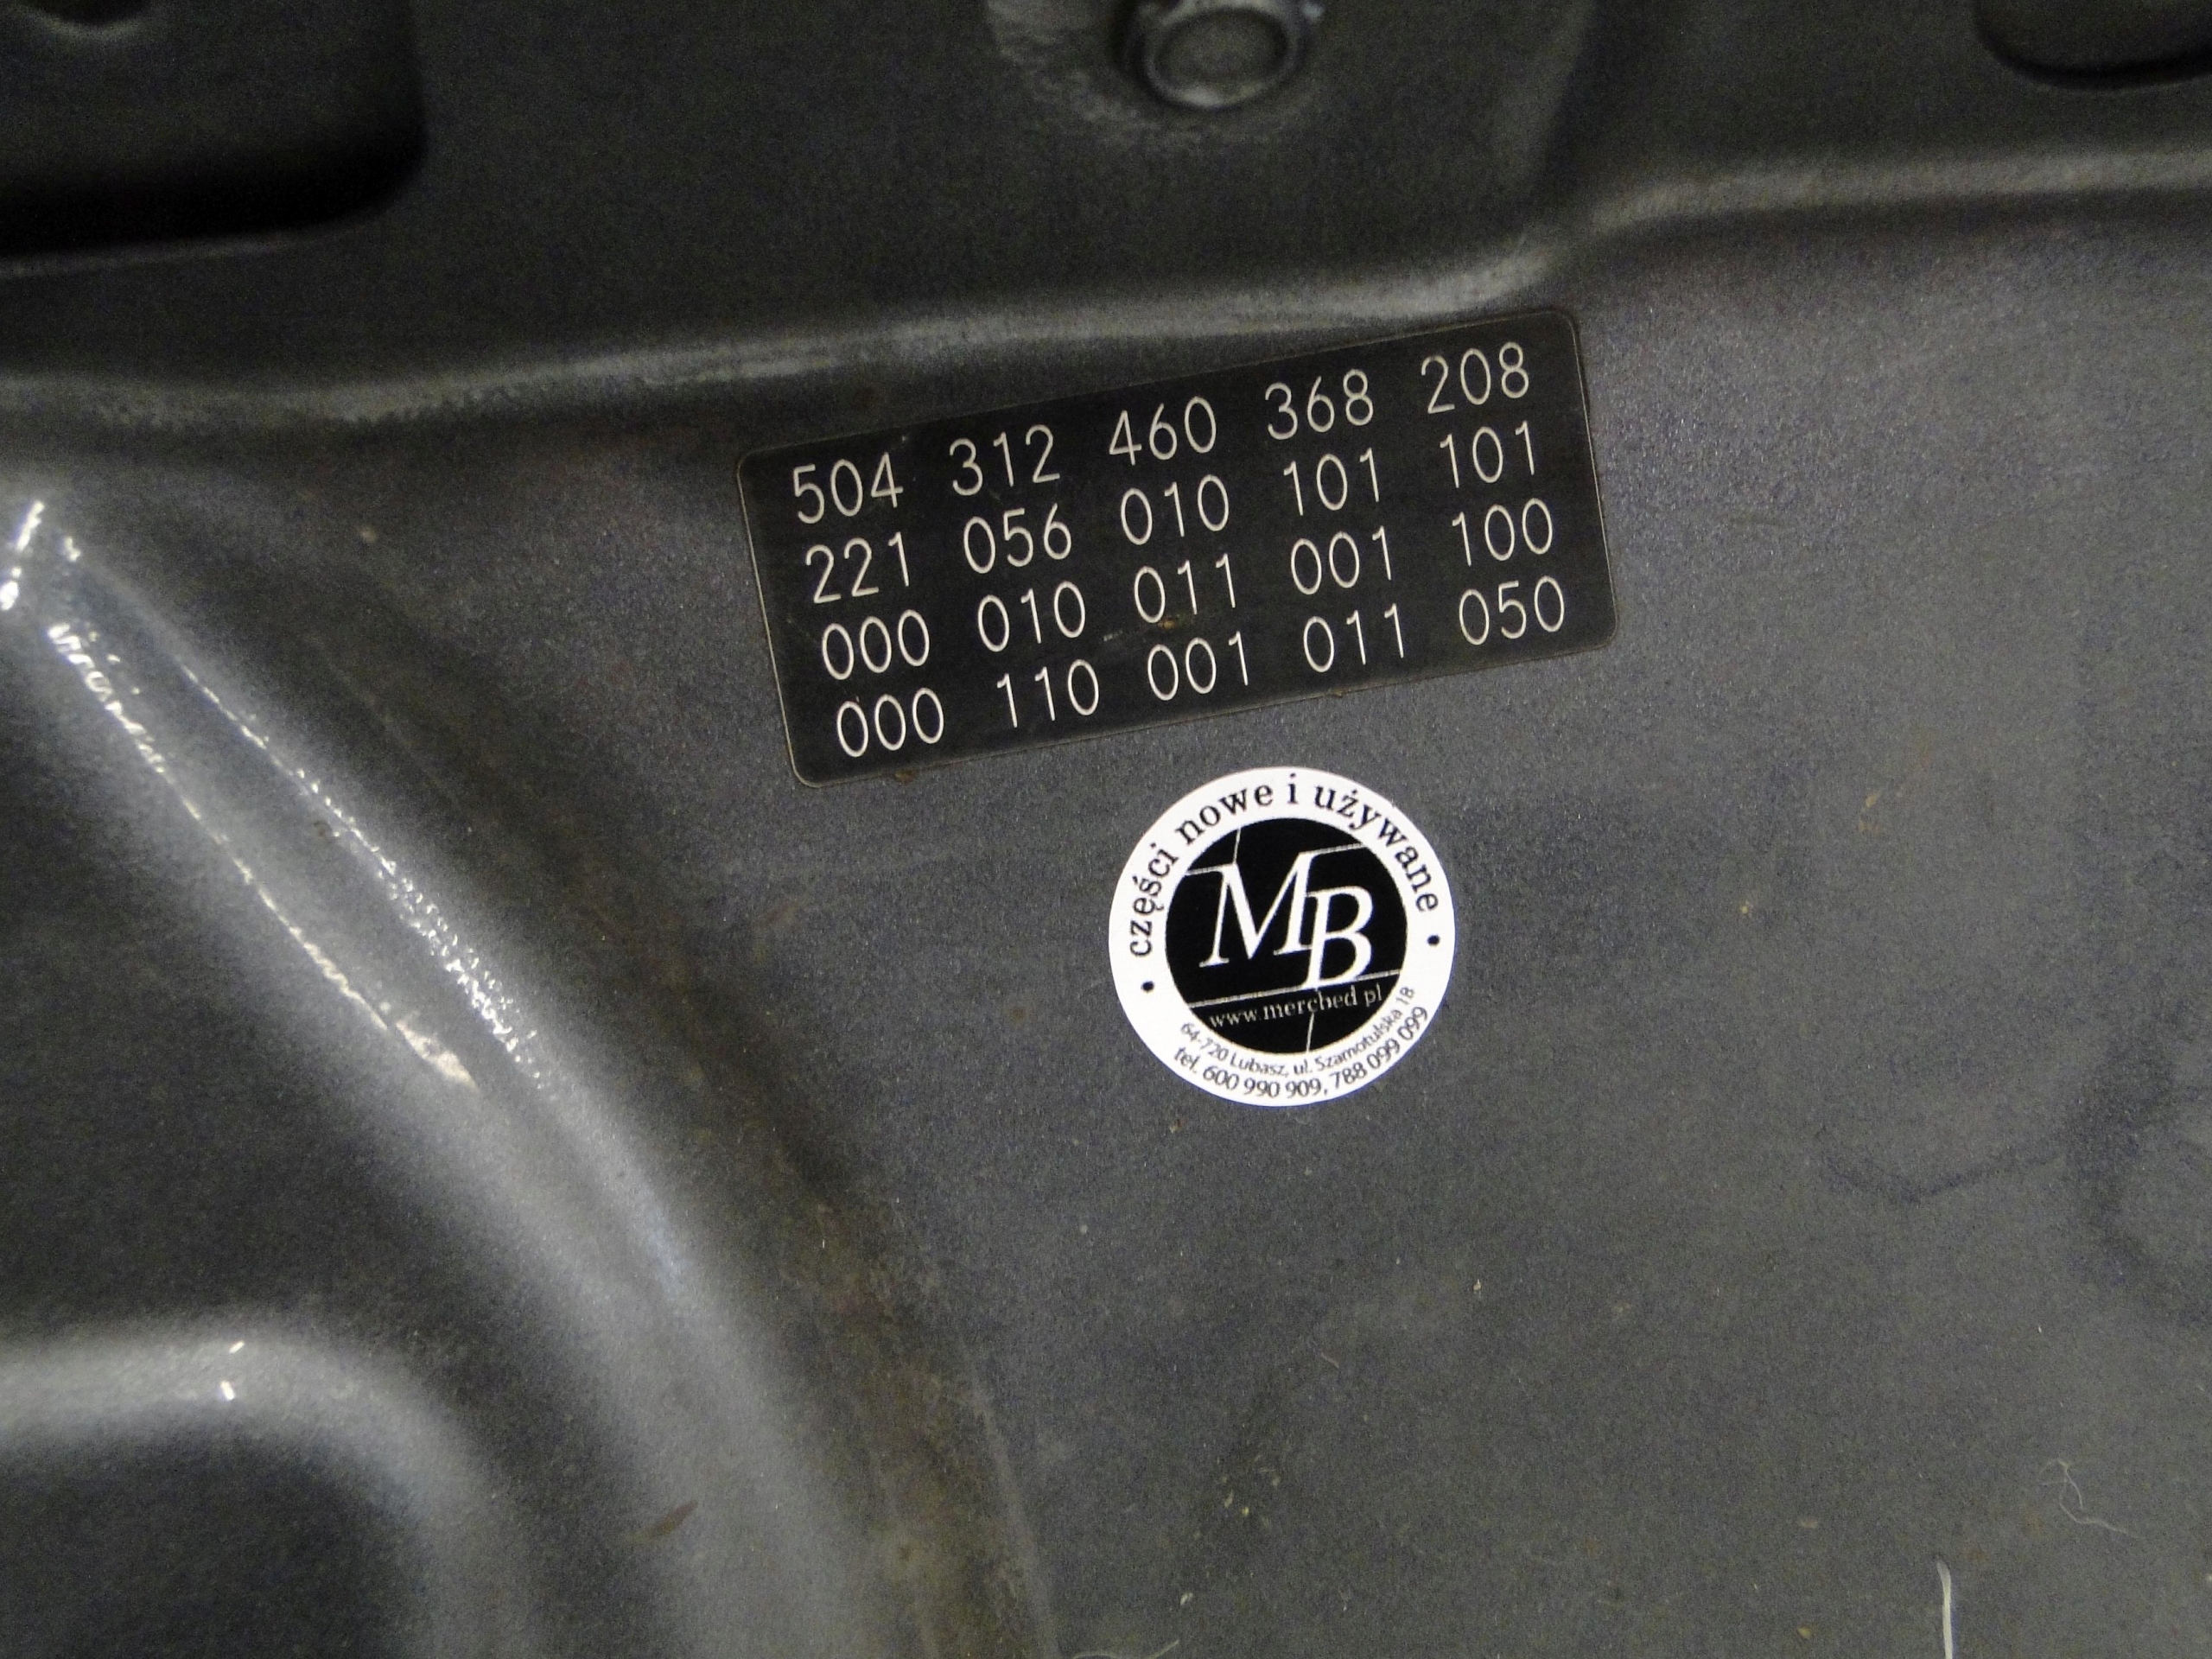 504 312 460 368 208
221 056 010 101 101
000 010 011 001 100
000 110 001 011 050
• części nowe i używane •
MB
www.mercbed.pl
64-720 Lubasz, ul. Szamotulska 18
tel. 600 990 909, 788 099 099